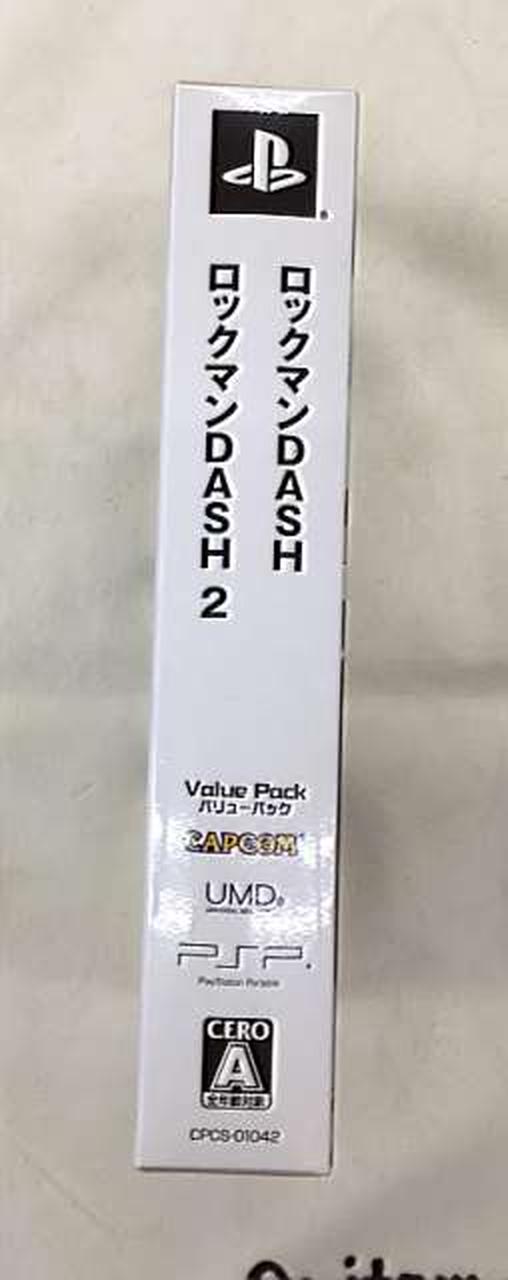 ロックマンDASH
ロックマンDASH 2
Value Pack
バリューパック
CAPCOM
UMD®
PSP
PlayStation Portable
CERO
A
全年齢対象
CPCS-01042